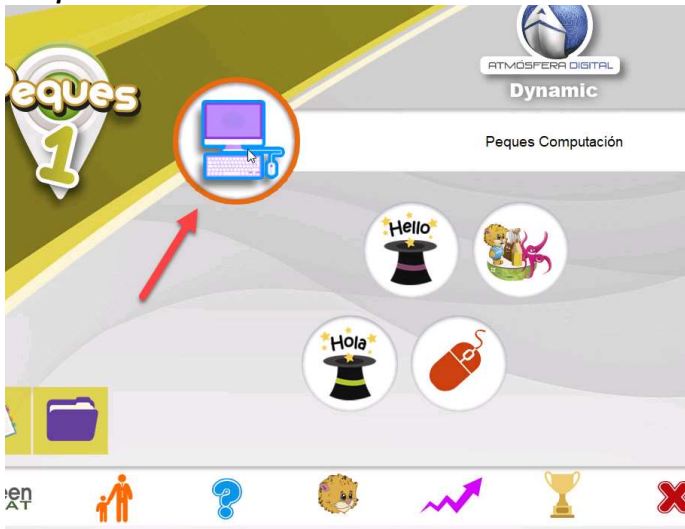 Peques
1
ATMÓSFERA DIGITAL
Dynamic
Peques Computación
Hello
Hola